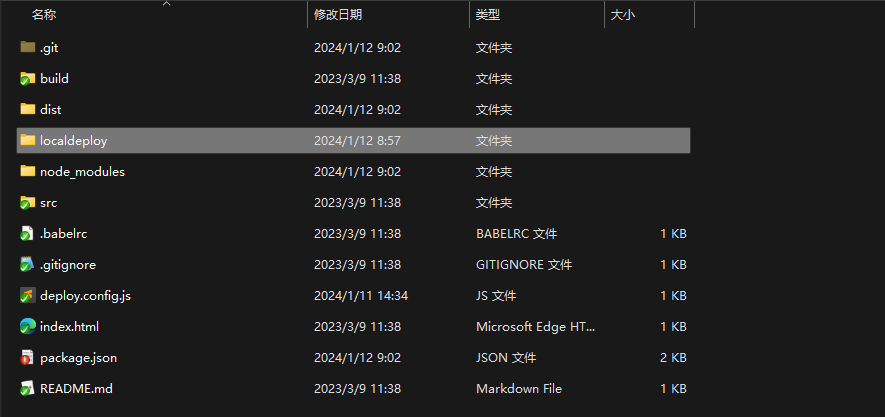 名称 修改日期 类型 大小
.git 2024/1/12 9:02 文件夹
build 2023/3/9 11:38 文件夹
dist 2024/1/12 9:02 文件夹
localdeploy 2024/1/12 8:57 文件夹
node_modules 2024/1/12 9:02 文件夹
src 2023/3/9 11:38 文件夹
.babelrc 2023/3/9 11:38 BABELRC 文件 1 KB
.gitignore 2023/3/9 11:38 GITIGNORE 文件 1 KB
deploy.config.js 2024/1/11 14:34 JS 文件 1 KB
index.html 2023/3/9 11:38 Microsoft Edge HT... 1 KB
package.json 2024/1/12 9:02 JSON 文件 2 KB
README.md 2023/3/9 11:38 Markdown File 1 KB